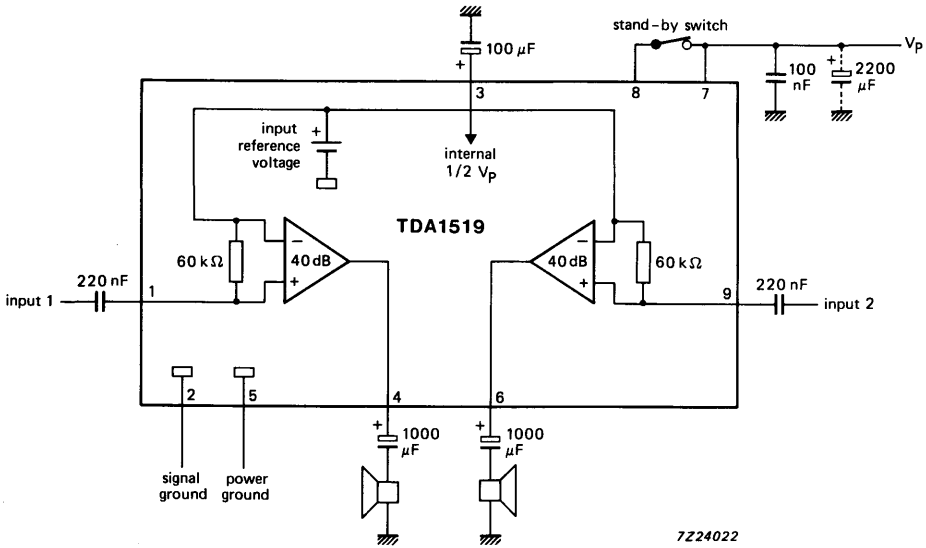 stand–by switch
100 µF
+
3
8
7
VP
100
nF
+
2200
µF
input
reference
voltage
+
internal
1/2 VP
TDA1519
60 kΩ
−
40 dB
+
−
40 dB
+
60 kΩ
220 nF
input 1
1
9
220 nF
input 2
2
5
4
6
signal
ground
power
ground
+
1000
µF
+
1000
µF
7Z24022